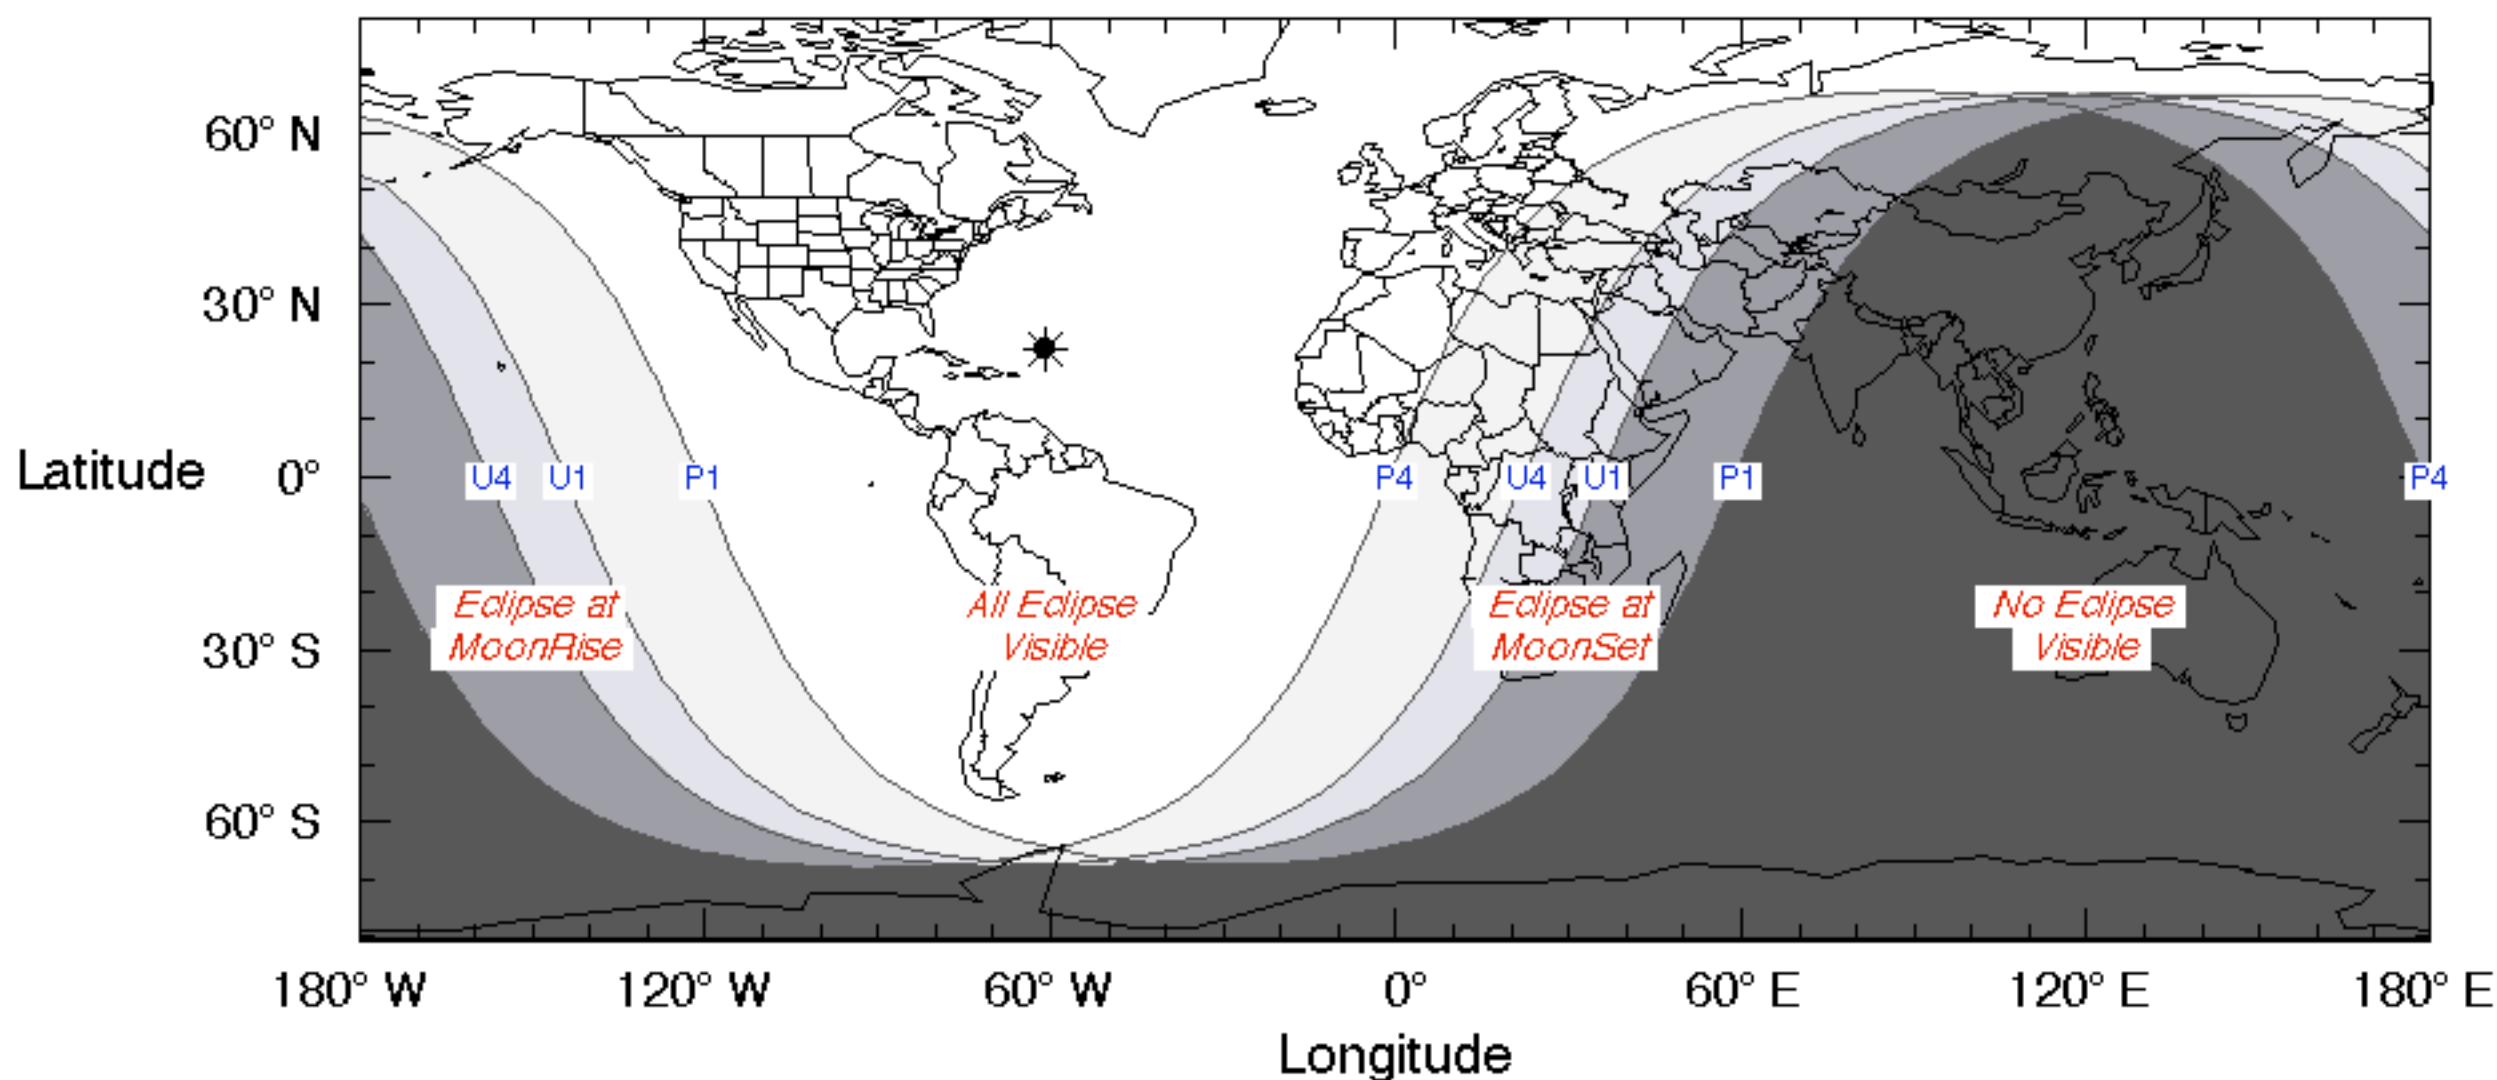 60° N
30° N
Latitude 0°
U4 U1 P1 P4 U4 U1 P1 P4
Eclipse at
MoonRise
All Eclipse
Visible
Eclipse at
MoonSet
No Eclipse
Visible
30° S
60° S
180° W 120° W 60° W 0° 60° E 120° E 180° E
Longitude